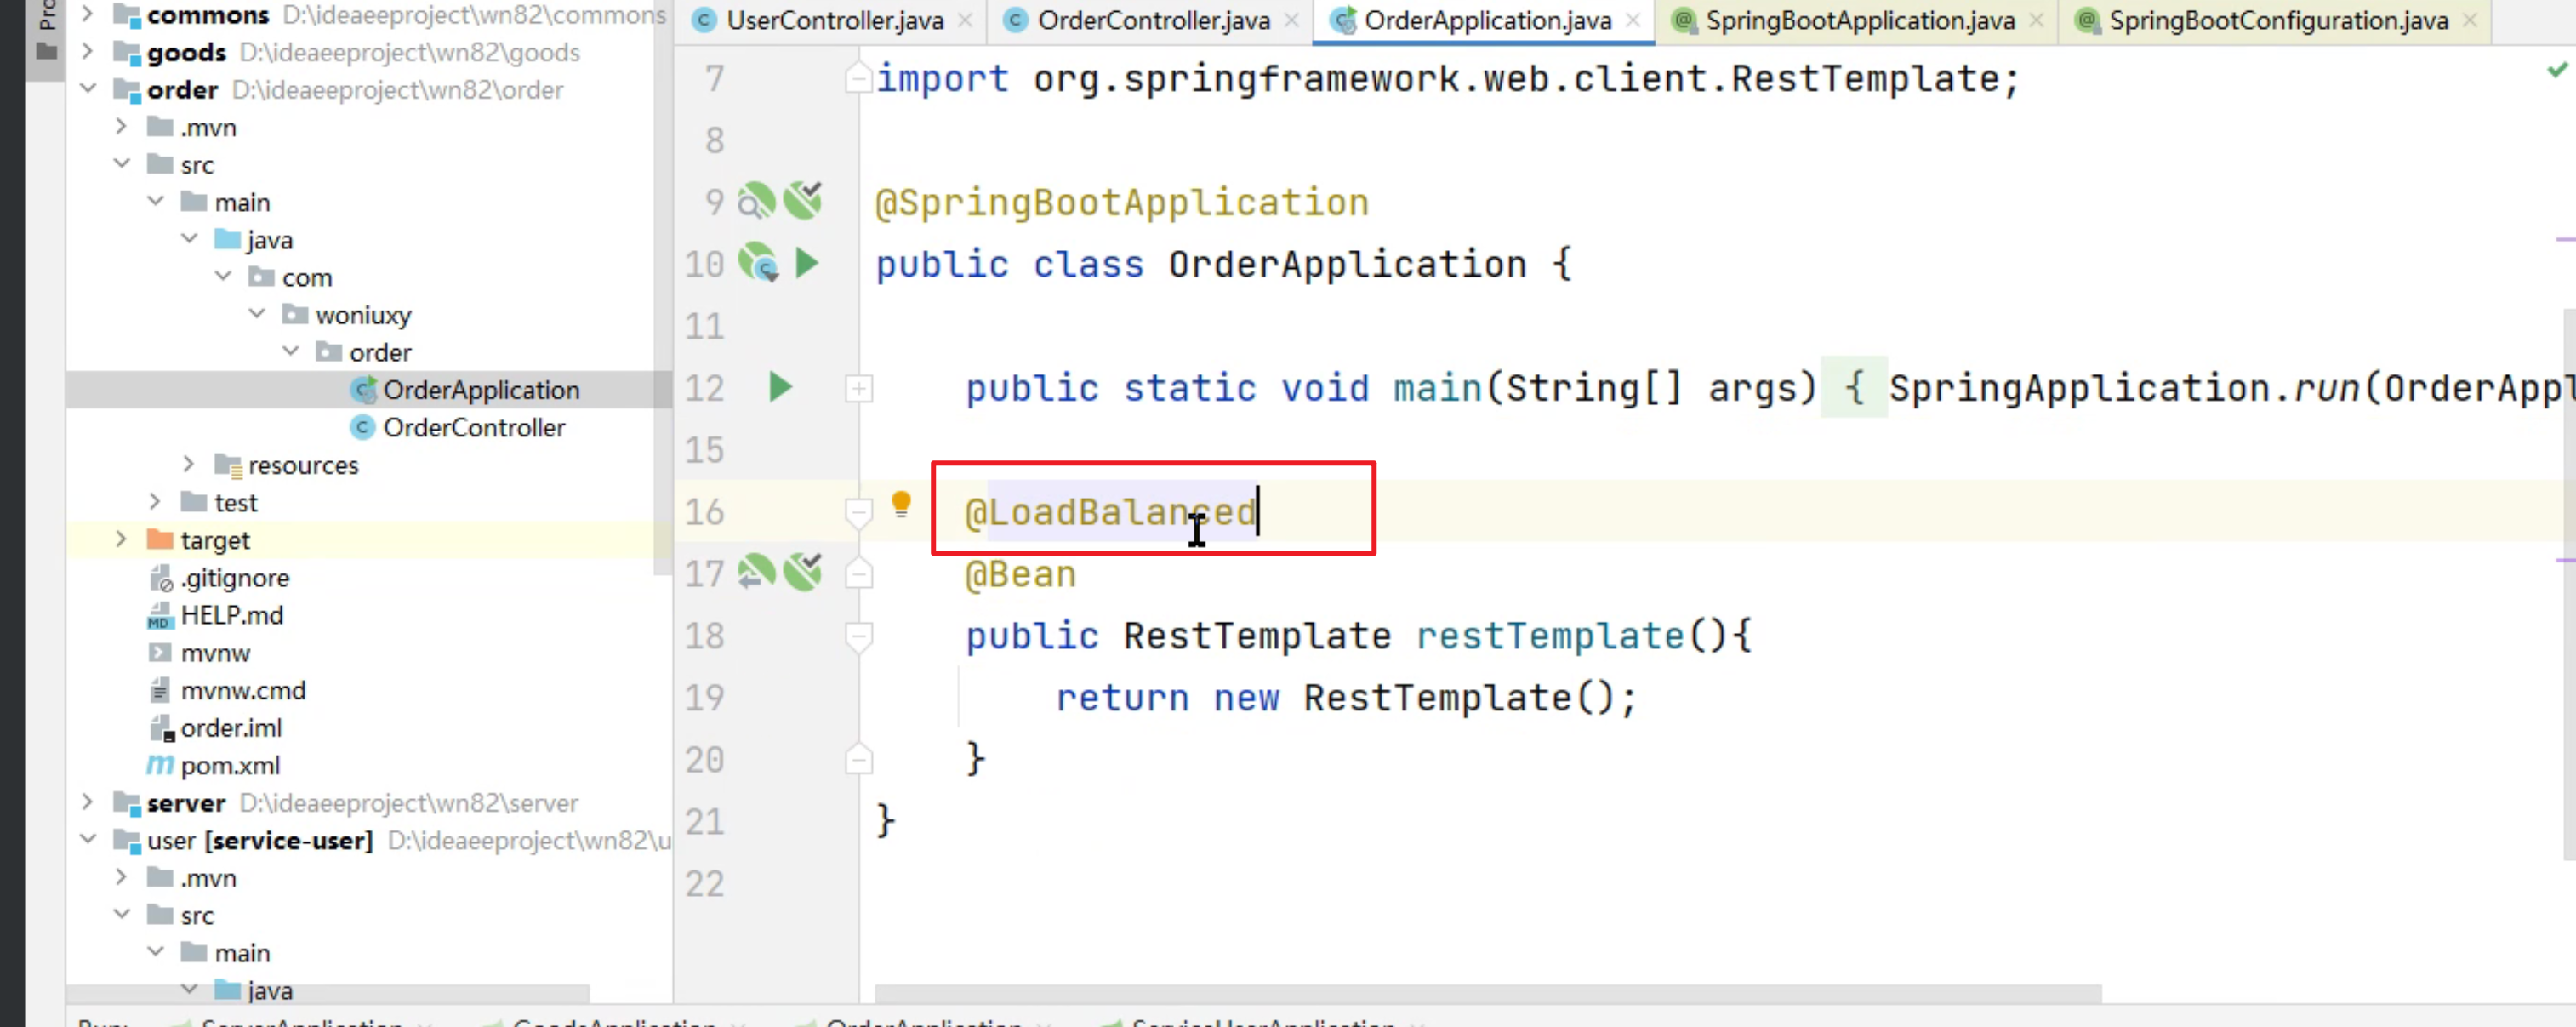 Pro
commons D:\ideaeeproject\wn82\commons
goods D:\ideaeeproject\wn82\goods
order D:\ideaeeproject\wn82\order
.mvn
src
main
java
com
woniuxy
order
OrderApplication
OrderController
resources
test
target
.gitignore
HELP.md
mvnw
mvnw.cmd
order.iml
pom.xml
server D:\ideaeeproject\wn82\server
user [service-user] D:\ideaeeproject\wn82\u
.mvn
src
main
java
UserController.java OrderController.java OrderApplication.java SpringBootApplication.java SpringBootConfiguration.java
7 import org.springframework.web.client.RestTemplate;
8
9 @SpringBootApplication
10 public class OrderApplication {
11
12 public static void main(String[] args) { SpringApplication.run(OrderAppl
15
16 @LoadBalanced
17 @Bean
18 public RestTemplate restTemplate(){
19 return new RestTemplate();
20 }
21 }
22
Run: ServerApplication GoodsApplication OrderApplication ServiceUserApplication